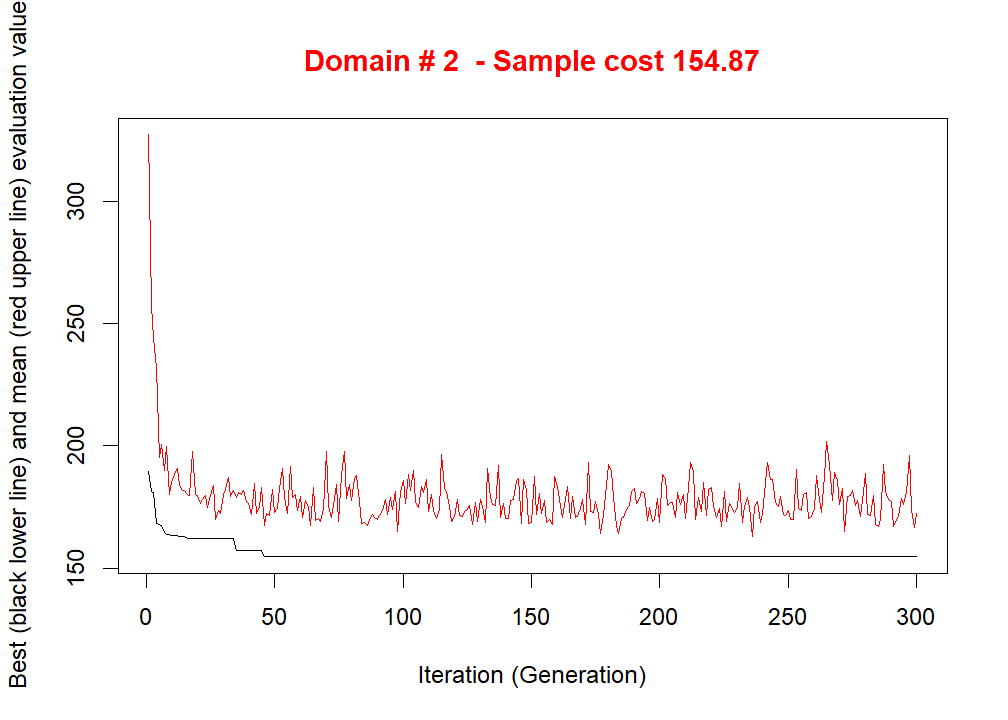 Domain # 2  - Sample cost 154.87
Best (black lower line) and mean (red upper line) evaluation value
300
250
200
150
0 50 100 150 200 250 300
Iteration (Generation)